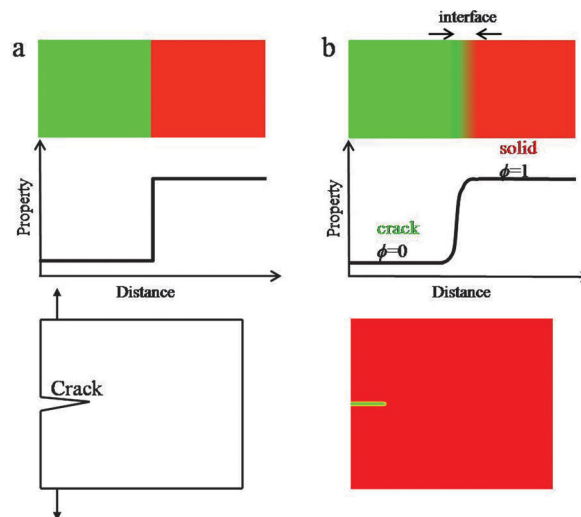 a
Property
Distance
Crack
b
interface
solid
ϕ=1
crack
ϕ=0
Property
Distance